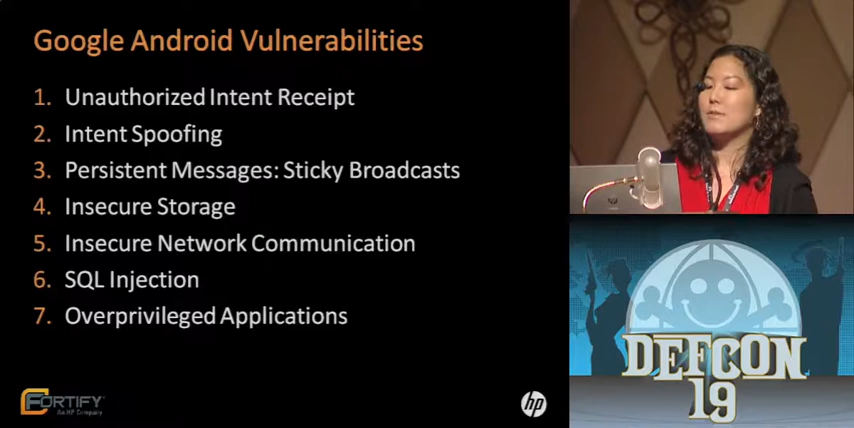 Google Android Vulnerabilities
1. Unauthorized Intent Receipt
2. Intent Spoofing
3. Persistent Messages: Sticky Broadcasts
4. Insecure Storage
5. Insecure Network Communication
6. SQL Injection
7. Overprivileged Applications
FORTIFY
An HP Company
hp
DEFCON
19